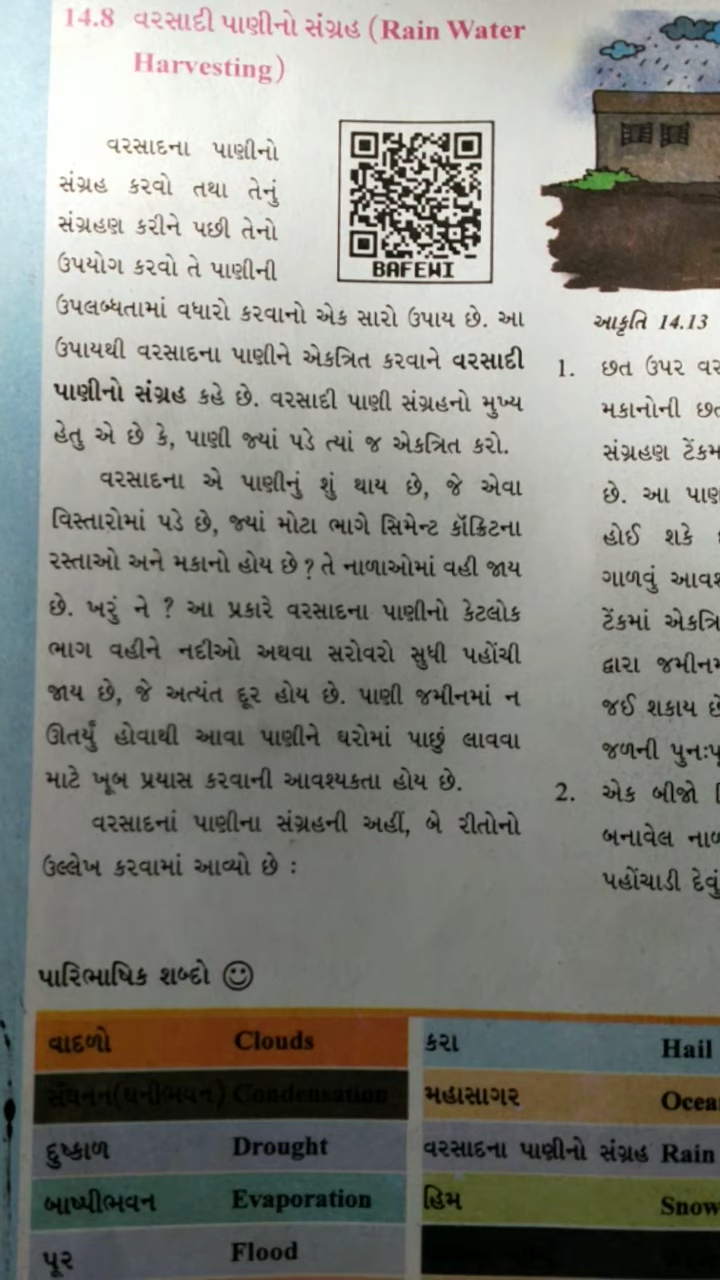 14.8 વરસાદી પાણીનો સંગ્રહ (Rain Water
Harvesting)
વરસાદના પાણીનો
સંગ્રહ કરવો તથા તેનું
સંગ્રહણ કરીને પછી તેનો
ઉપયોગ કરવો તે પાણીની
BAFEWI
ઉપલબ્ધતામાં વધારો કરવાનો એક સારો ઉપાય છે. આ
ઉપાયથી વરસાદના પાણીને એકત્રિત કરવાને વરસાદી
પાણીનો સંગ્રહ કહે છે. વરસાદી પાણી સંગ્રહનો મુખ્ય
હેતુ એ છે કે, પાણી જ્યાં પડે ત્યાં જ એકત્રિત કરો.
વરસાદના એ પાણીનું શું થાય છે, જે એવા
વિસ્તારોમાં પડે છે, જ્યાં મોટા ભાગે સિમેન્ટ કૉંક્રિટના
રસ્તાઓ અને મકાનો હોય છે ? તે નાળાઓમાં વહી જાય
છે. ખરું ને ? આ પ્રકારે વરસાદના પાણીનો કેટલોક
ભાગ વહીને નદીઓ અથવા સરોવરો સુધી પહોંચી
જાય છે, જે અત્યંત દૂર હોય છે. પાણી જમીનમાં ન
ઊતર્યું હોવાથી આવા પાણીને ઘરોમાં પાછું લાવવા
માટે ખૂબ પ્રયાસ કરવાની આવશ્યકતા હોય છે.
વરસાદનાં પાણીના સંગ્રહની અહીં, બે રીતોનો
ઉલ્લેખ કરવામાં આવ્યો છે :
આકૃતિ 14.13
1. છત ઉપર
મકાનોની
સંગ્રહણ
છે. આ
હોઈ શકે
ગાળવું
ટેંકમાં
દ્વારા
જઈ શકાય
જળની
2. એક બીજો
બનાવેલ
પહોંચાડી દેવું
પારિભાષિક શબ્દો
વાદળો Clouds કરા Hail
સંઘનન(ઘનીભવન) Condensation મહાસાગર
દુષ્કાળ Drought વરસાદના પાણીનો સંગ્રહ Rain
બાષ્પીભવન Evaporation હિમ Snow
પૂર Flood